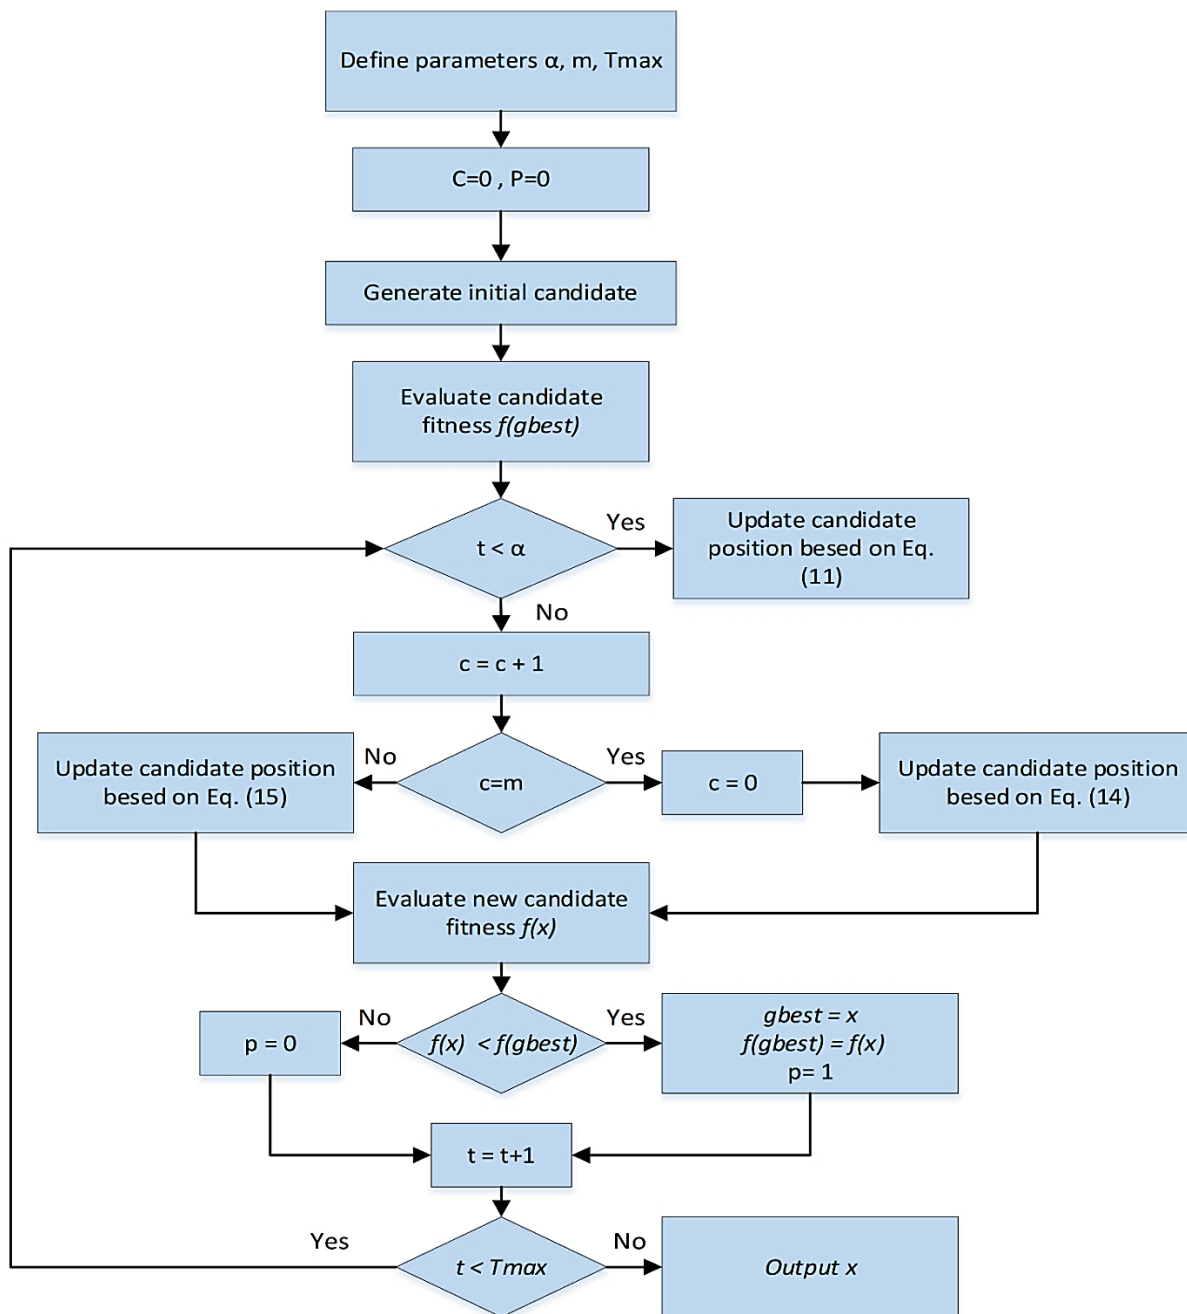 Define parameters α, m, Tmax
C=0 , P=0
Generate initial candidate
Evaluate candidate
fitness f(gbest)
t < α
Yes
Update candidate
position besed on Eq.
(11)
No
c = c + 1
Update candidate position
besed on Eq. (15)
No
c=m
Yes
c = 0
Update candidate position
besed on Eq. (14)
Evaluate new candidate
fitness f(x)
p = 0
No
f(x) < f(gbest)
Yes
gbest = x
f(gbest) = f(x)
p= 1
t = t+1
Yes
t < Tmax
No
Output x